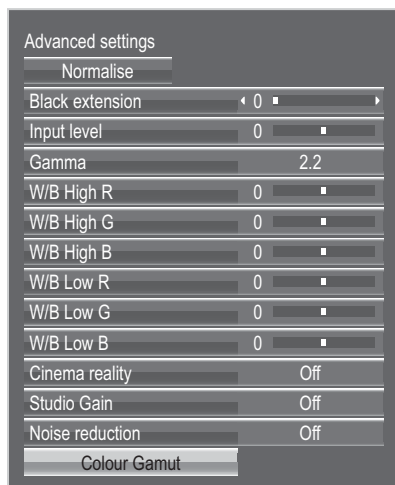 Advanced settings
Normalise
Black extension 0
Input level 0
Gamma 2.2
W/B High R 0
W/B High G 0
W/B High B 0
W/B Low R 0
W/B Low G 0
W/B Low B 0
Cinema reality Off
Studio Gain Off
Noise reduction Off
Colour Gamut